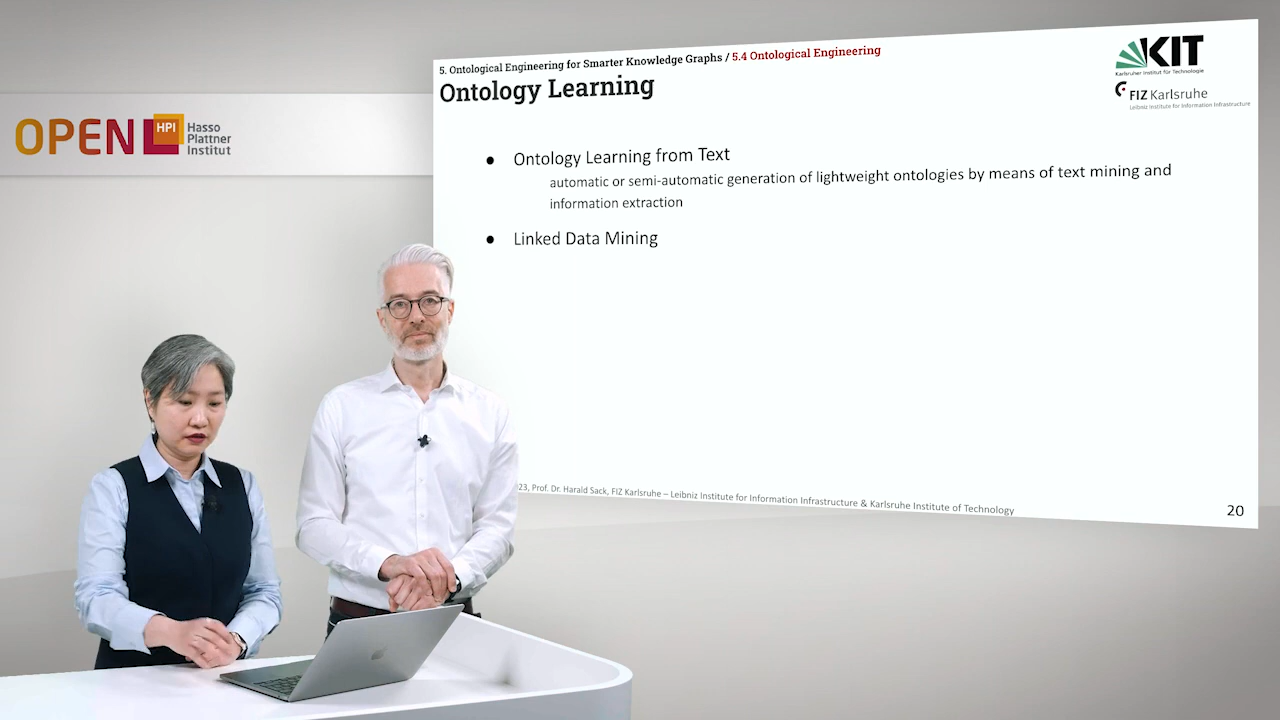 5. Ontological Engineering for Smarter Knowledge Graphs / 5.4 Ontological Engineering
Ontology Learning
KIT
Karlsruher Institut für Technologie
FIZ Karlsruhe
Leibniz Institute for Information Infrastructure
OPEN HPI
Hasso
Plattner
Institut
● Ontology Learning from Text
automatic or semi-automatic generation of lightweight ontologies by means of text mining and
information extraction
● Linked Data Mining
23, Prof. Dr. Harald Sack, FIZ Karlsruhe – Leibniz Institute for Information Infrastructure & Karlsruhe Institute of Technology
20